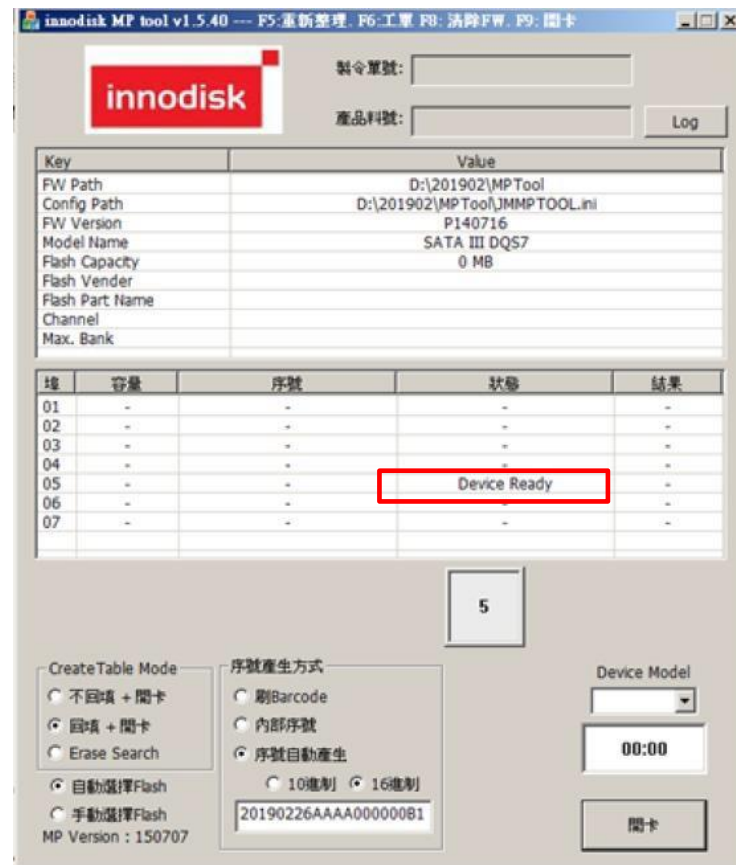 innodisk MP tool v1.5.40 --- F5:重新整理. F6:工單 F8: 清除FW. F9: 開卡
innodisk
製令單號:
產品料號:
Log
Key Value
FW Path D:\201902\MPTool
Config Path D:\201902\MPTool\JMMPTOOL.ini
FW Version P140716
Model Name SATA III DQS7
Flash Capacity 0 MB
Flash Vender
Flash Part Name
Channel
Max. Bank
埠 容量 序號 狀態 結果
01 - - - -
02 - - - -
03 - - - -
04 - - - -
05 - - Device Ready -
06 - - - -
07 - - - -
5
CreateTable Mode
不回填 + 開卡
回填 + 開卡
Erase Search
自動選擇Flash
手動選擇Flash
MP Version : 150707
序號產生方式
刷Barcode
內部序號
序號自動產生
10進制 16進制
20190226AAAA000000B1
Device Model
00:00
開卡